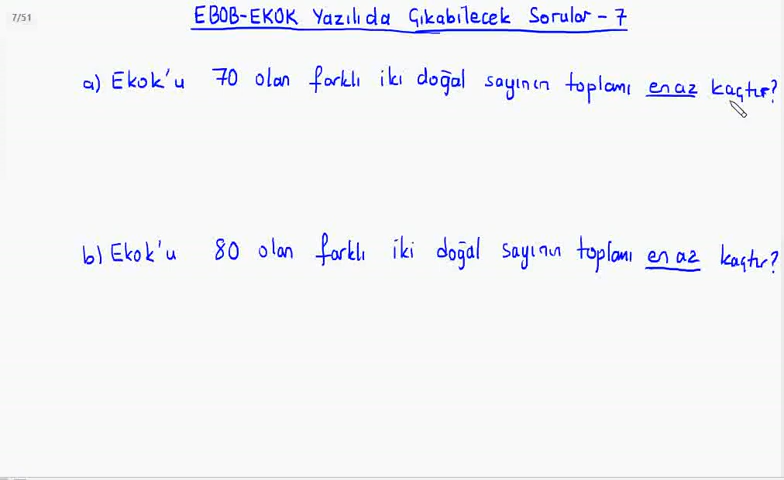 7/51
EBOB-EKOK Yazılıda Çıkabilecek Sorular - 7
a) Ekok'u 70 olan farklı iki doğal sayının toplamı en az kaçtır?
b) Ekok'u 80 olan farklı iki doğal sayının toplamı en az kaçtır?